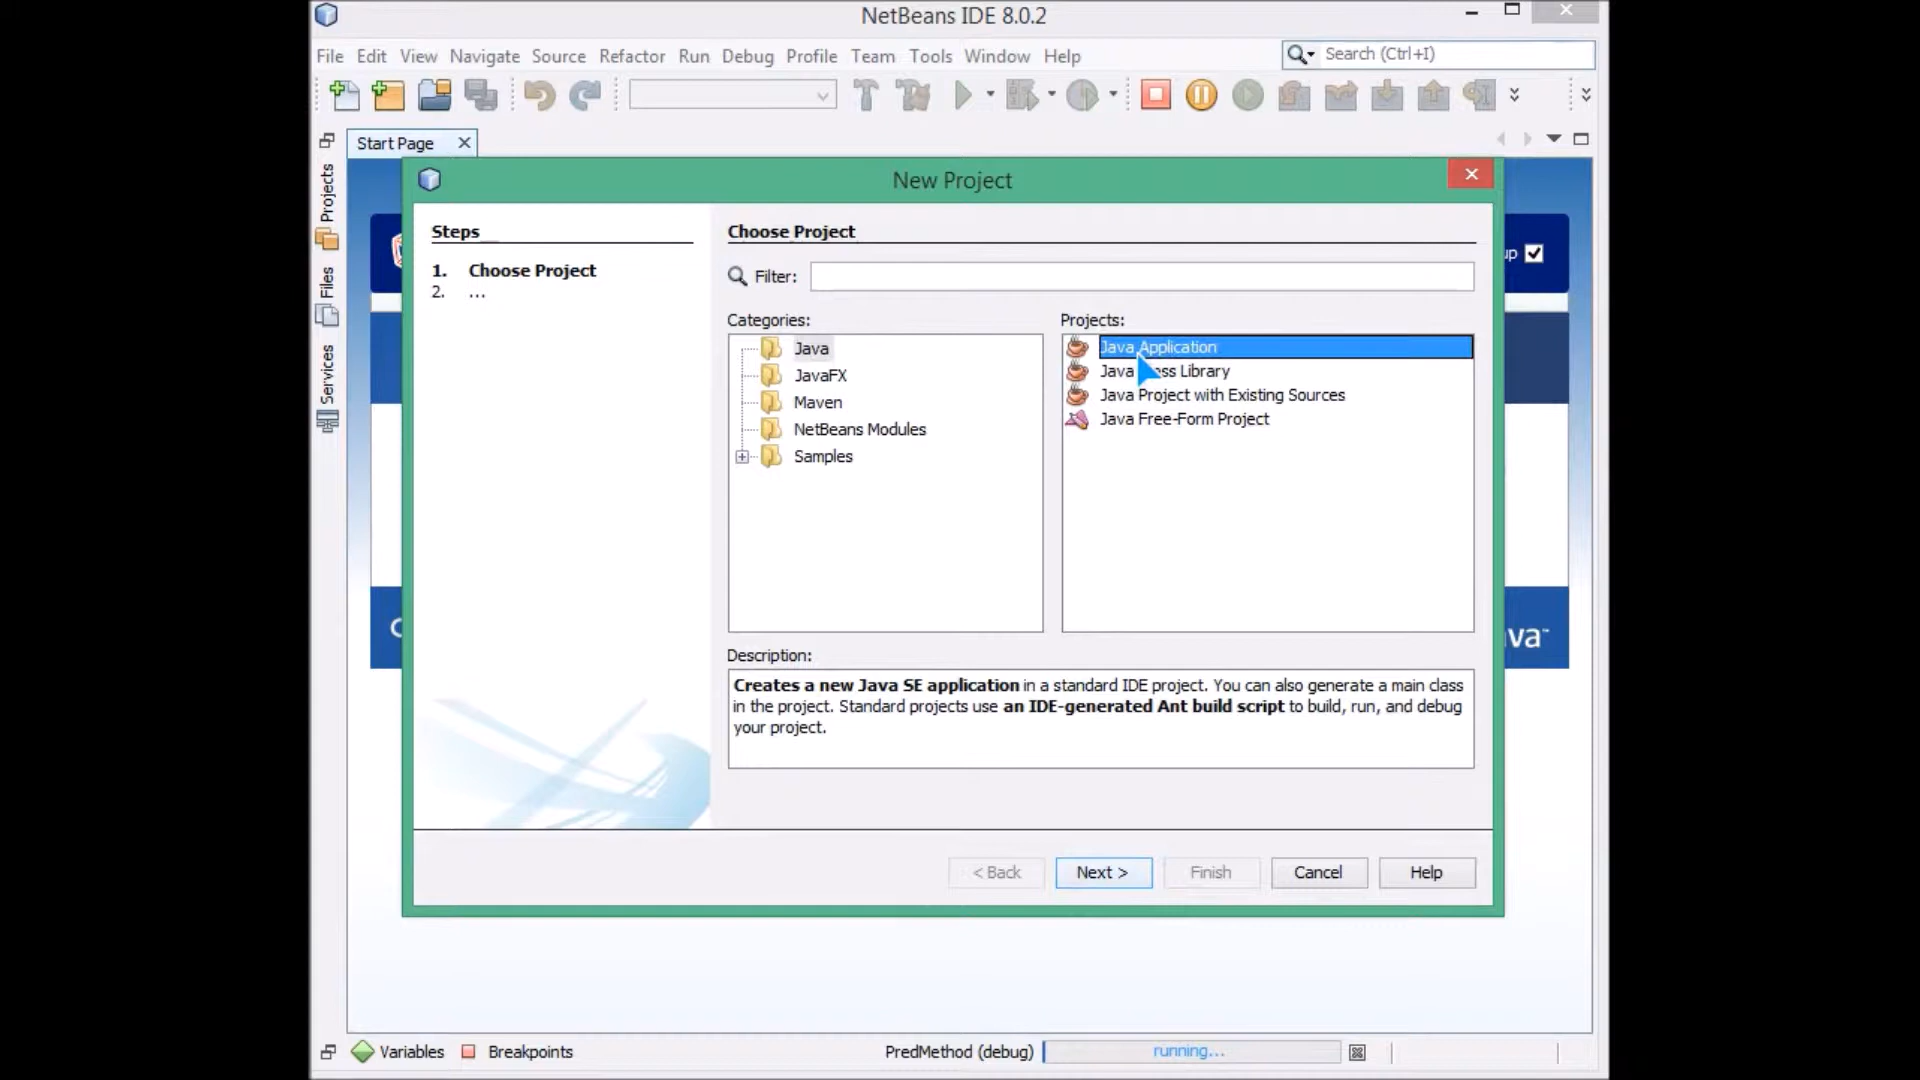 NetBeans IDE 8.0.2
File Edit View Navigate Source Refactor Run Debug Profile Team Tools Window Help
Search (Ctrl+I)
Start Page
Projects
Files
Services
New Project
Steps
1. Choose Project
2. ...
Choose Project
Filter:
Categories:
Java
JavaFX
Maven
NetBeans Modules
Samples
Projects:
Java Application
Java ss Library
Java Project with Existing Sources
Java Free-Form Project
Description:
Creates a new Java SE application in a standard IDE project. You can also generate a main class
in the project. Standard projects use an IDE-generated Ant build script to build, run, and debug
your project.
< Back
Next >
Finish
Cancel
Help
up
va™
Variables
Breakpoints
PredMethod (debug)
running...